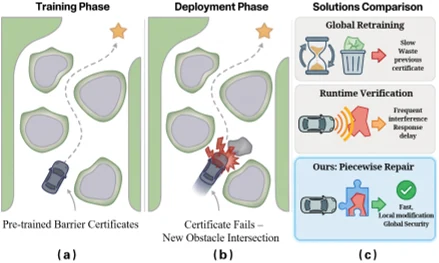 Training Phase
Pre-trained Barrier Certificates
(a)
Deployment Phase
Certificate Fails –
New Obstacle Intersection
(b)
Solutions Comparison
Global Retraining
Slow
Waste
previous
certificate
Runtime Verification
Frequent
interference
Response
delay
Ours: Piecewise Repair
Fast,
Local modification
Global Security
(c)